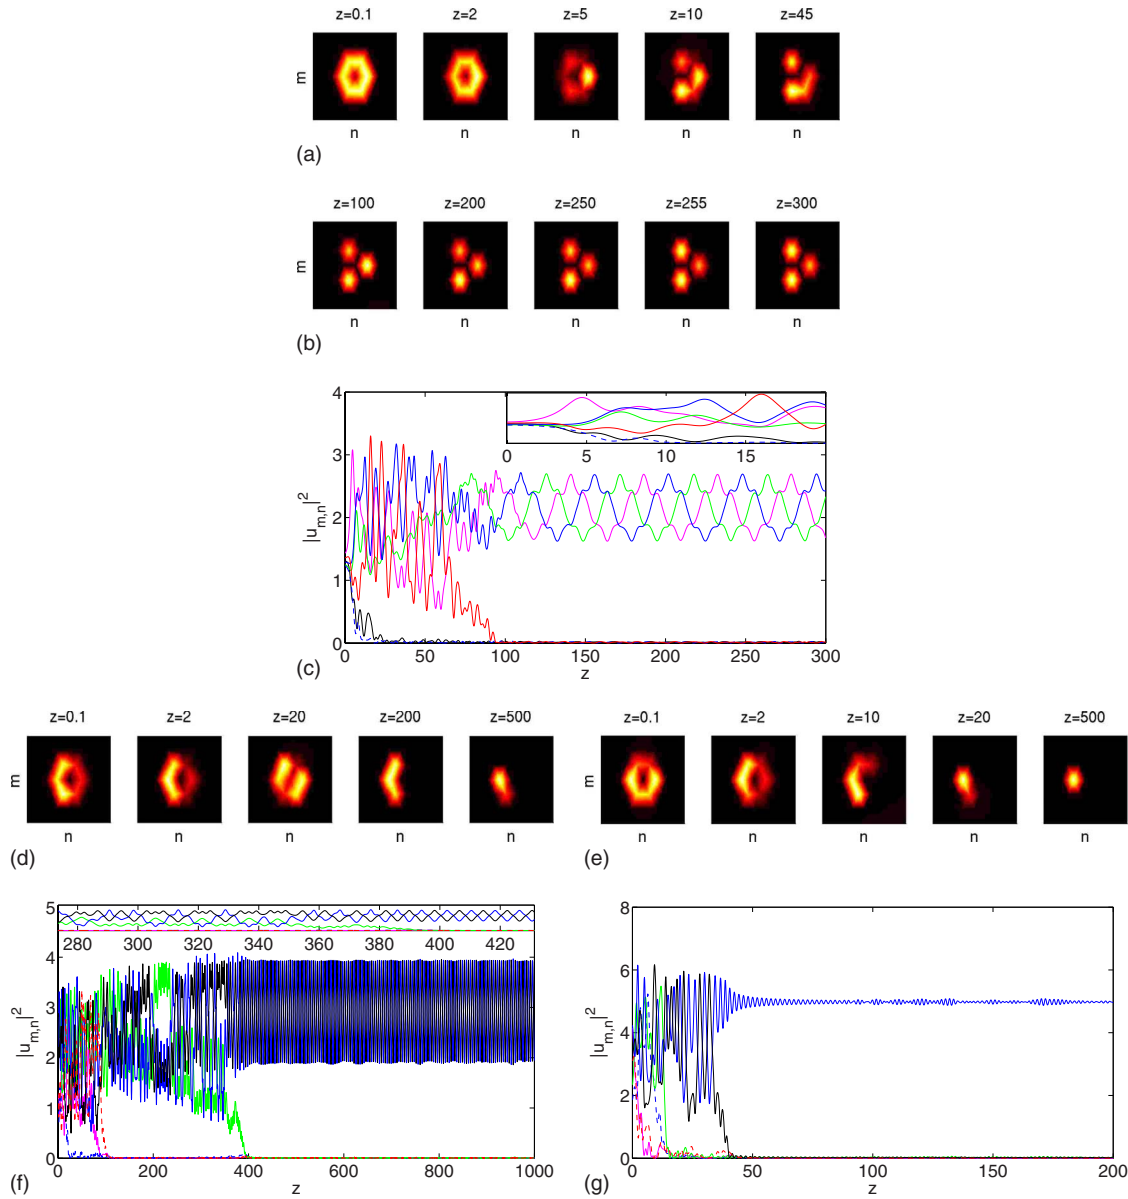 z=0.1 z=2 z=5 z=10 z=45
m
n n n n n
(a)
z=100 z=200 z=250 z=255 z=300
m
n n n n n
(b)
4
3
2
1
0
|u_{m,n}|^2
0 5 10 15
0 50 100 150 200 250 300
z
(c)
z=0.1 z=2 z=20 z=200 z=500
m
n n n n n
(d)
z=0.1 z=2 z=10 z=20 z=500
m
n n n n n
(e)
5
4
3
2
1
0
|u_{m,n}|^2
280 300 320 340 360 380 400 420
0 200 400 600 800 1000
z
(f)
8
6
4
2
0
|u_{m,n}|^2
0 50 100 150 200
z
(g)